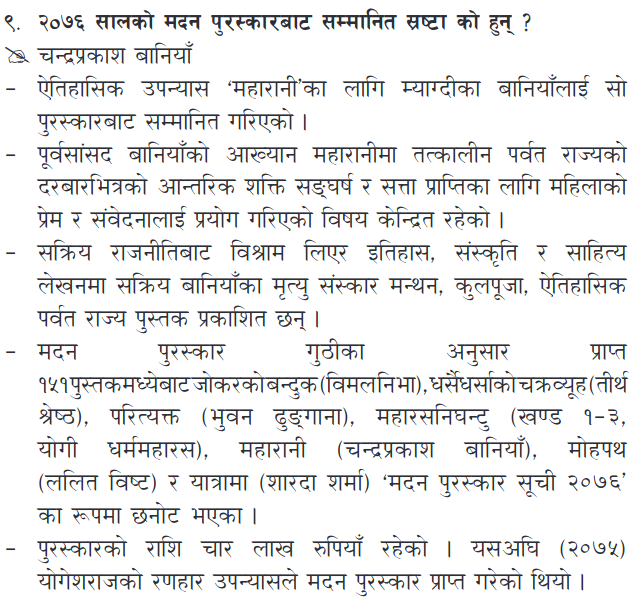 ९. २०७६ सालको मदन पुरस्कारबाट सम्मानित स्रष्टा को हुन् ?
चन्द्रप्रकाश बानियाँ
– ऐतिहासिक उपन्यास ‘महारानी’का लागि म्याग्दीका बानियाँलाई सो
पुरस्कारबाट सम्मानित गरिएको ।
– पूर्वसांसद बानियाँको आख्यान महारानीमा तत्कालीन पर्वत राज्यको
दरबारभित्रको आन्तरिक शक्ति सङ्घर्ष र सत्ता प्राप्तिका लागि महिलाको
प्रेम र संवेदनालाई प्रयोग गरिएको विषय केन्द्रित रहेको ।
– सक्रिय राजनीतिबाट विश्राम लिएर इतिहास, संस्कृति र साहित्य
लेखनमा सक्रिय बानियाँका मृत्यु संस्कार मन्थन, कुलपूजा, ऐतिहासिक
पर्वत राज्य पुस्तक प्रकाशित छन् ।
– मदन पुरस्कार गुठीका अनुसार प्राप्त
१५१पुस्तकमध्येबाटजोकरकोबन्दुक(विमलनिभा),धर्सैधर्साकोचक्रव्यूह(तीर्थ
श्रेष्ठ), परित्यक्त (भुवन ढुङ्गाना), महारसनिघन्टु (खण्ड १–३,
योगी धर्ममहारस), महारानी (चन्द्रप्रकाश बानियाँ), मोहपथ
(ललित विष्ट) र यात्रामा (शारदा शर्मा) ‘मदन पुरस्कार सूची २०७६’
का रूपमा छनोट भएका ।
– पुरस्कारको राशि चार लाख रुपियाँ रहेको । यसअघि (२०७५)
योगेशराजको रणहार उपन्यासले मदन पुरस्कार प्राप्त गरेको थियो ।